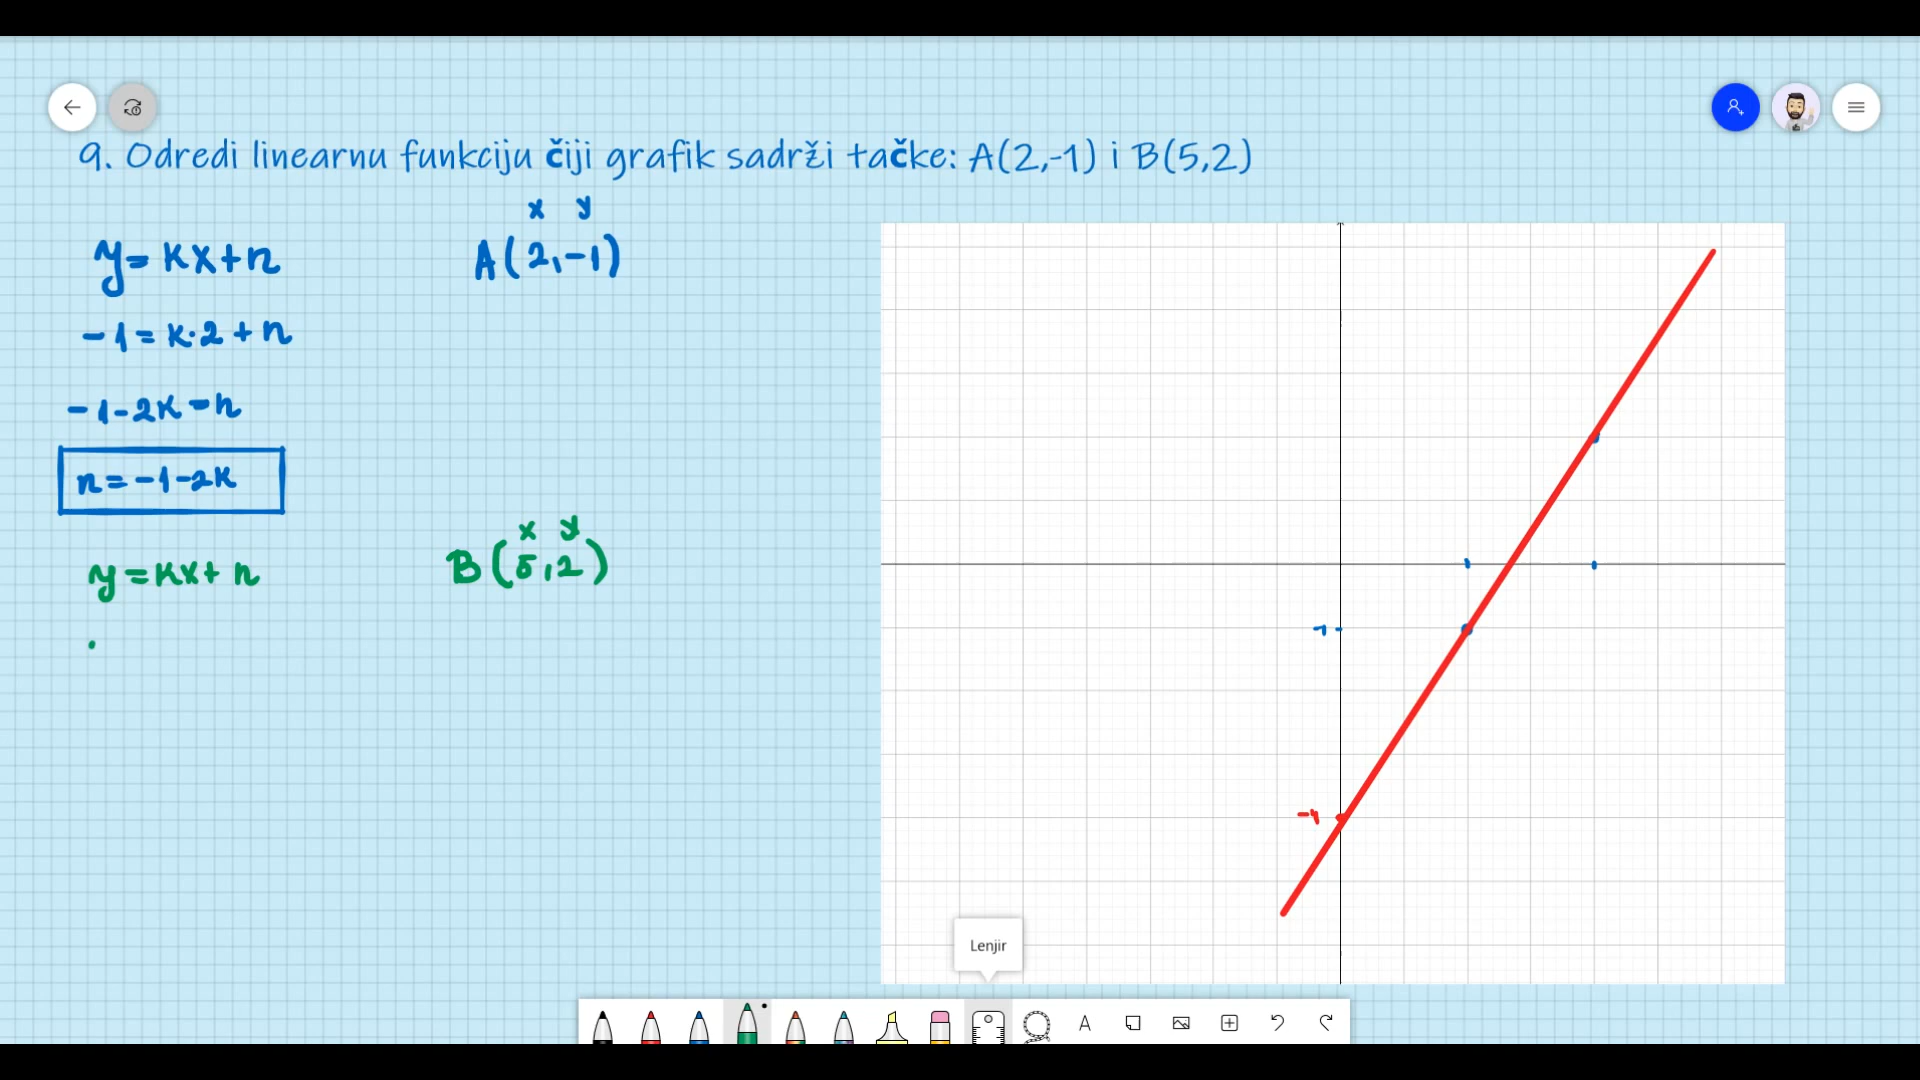 9. Odredi linearnu funkciju čiji grafik sadrži tačke: A(2,-1) i B(5,2)
x y
y=kx+n
A(2,-1)
-1=k·2+n
-1-2k=n
n=-1-2k
x y
y=kx+n
B(5,2)
-1
-4
Lenjir
A